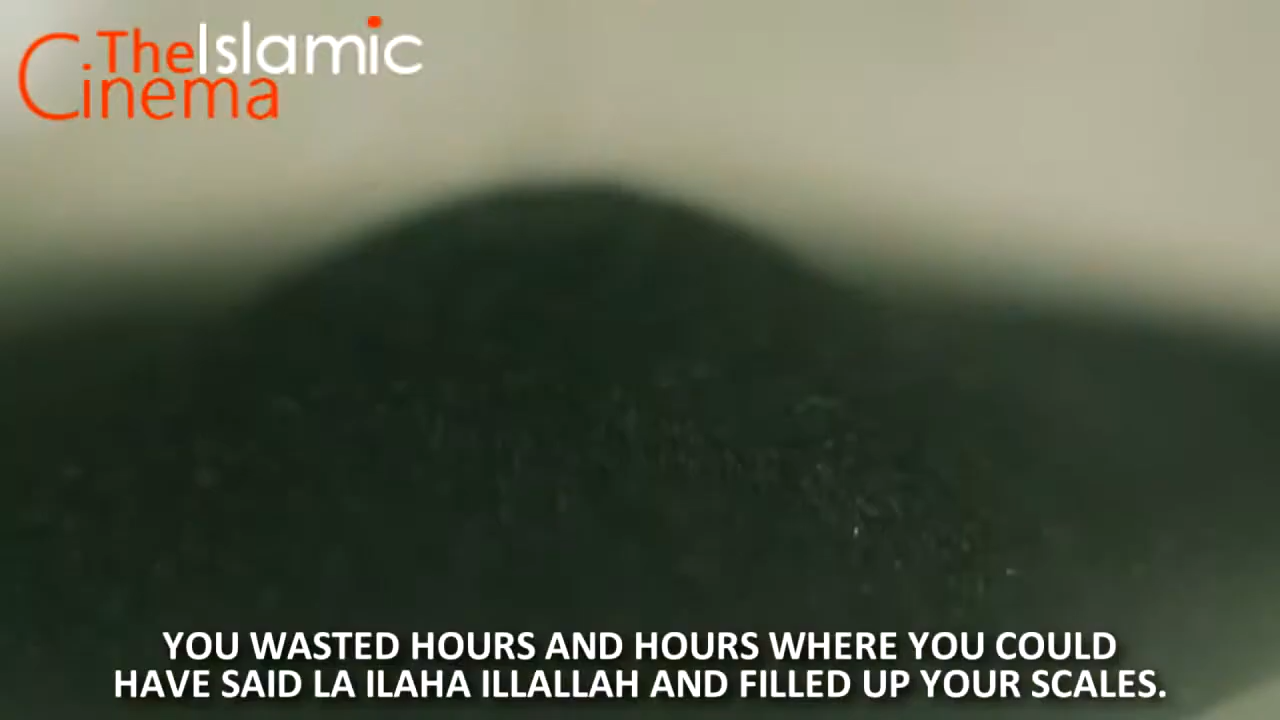 TheIslamic
Cinema
YOU WASTED HOURS AND HOURS WHERE YOU COULD
HAVE SAID LA ILAHA ILLALLAH AND FILLED UP YOUR SCALES.